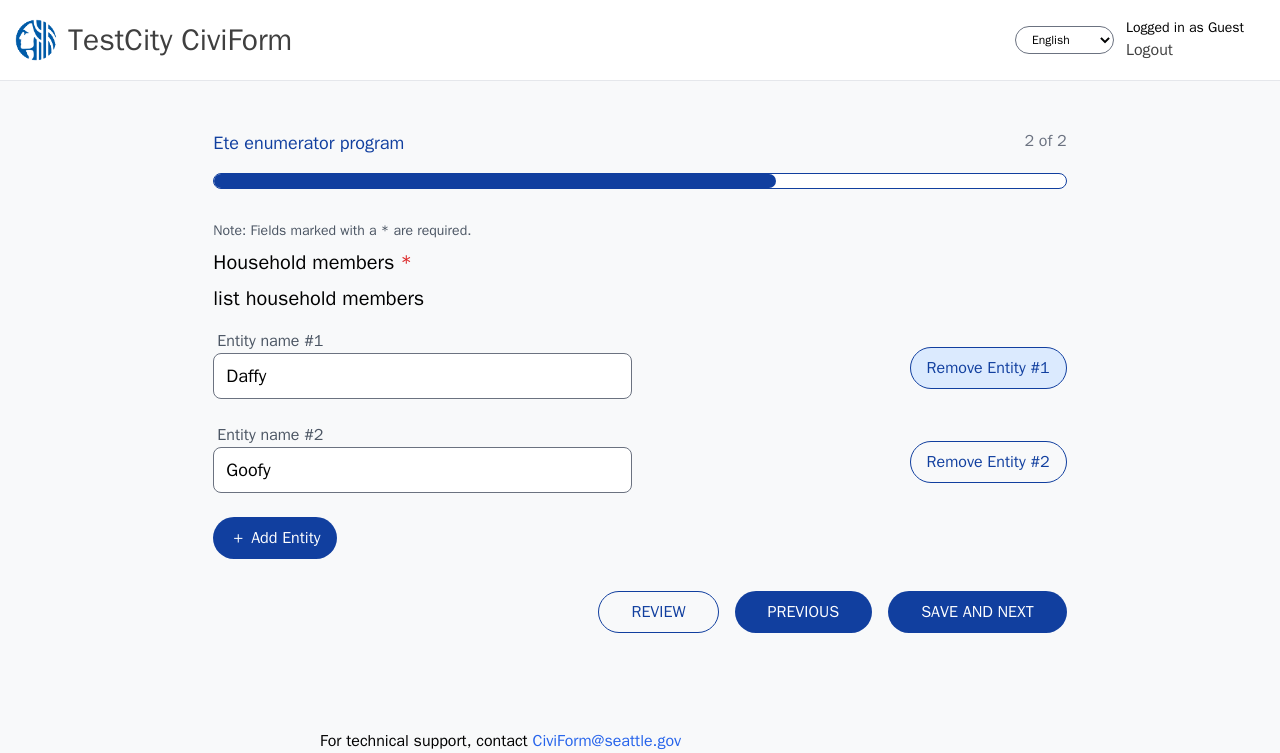 TestCity CiviForm
English
Logged in as Guest
Logout
Ete enumerator program
2 of 2
Note: Fields marked with a * are required.
Household members *
list household members
Entity name #1
Daffy
Remove Entity #1
Entity name #2
Goofy
Remove Entity #2
+ Add Entity
REVIEW
PREVIOUS
SAVE AND NEXT
For technical support, contact CiviForm@seattle.gov